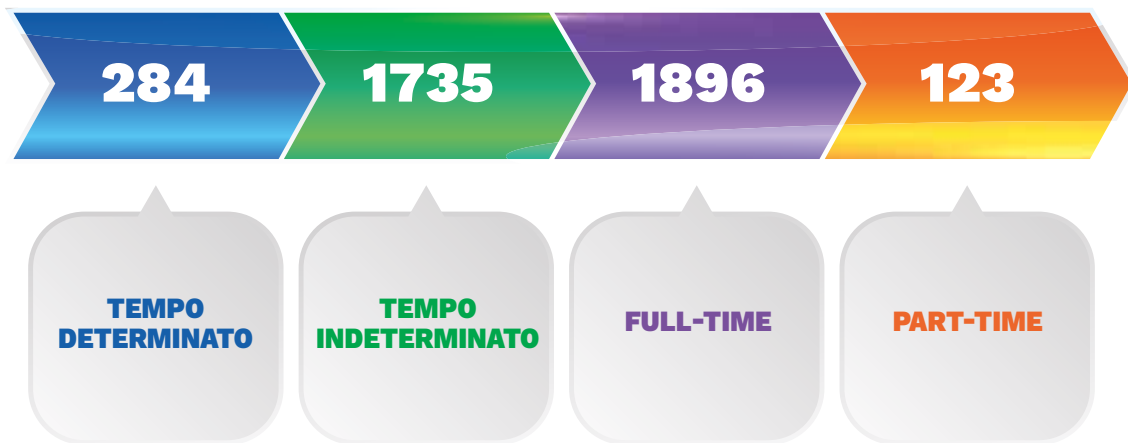 284
1735
1896
123
TEMPO
DETERMINATO
TEMPO
INDETERMINATO
FULL-TIME
PART-TIME